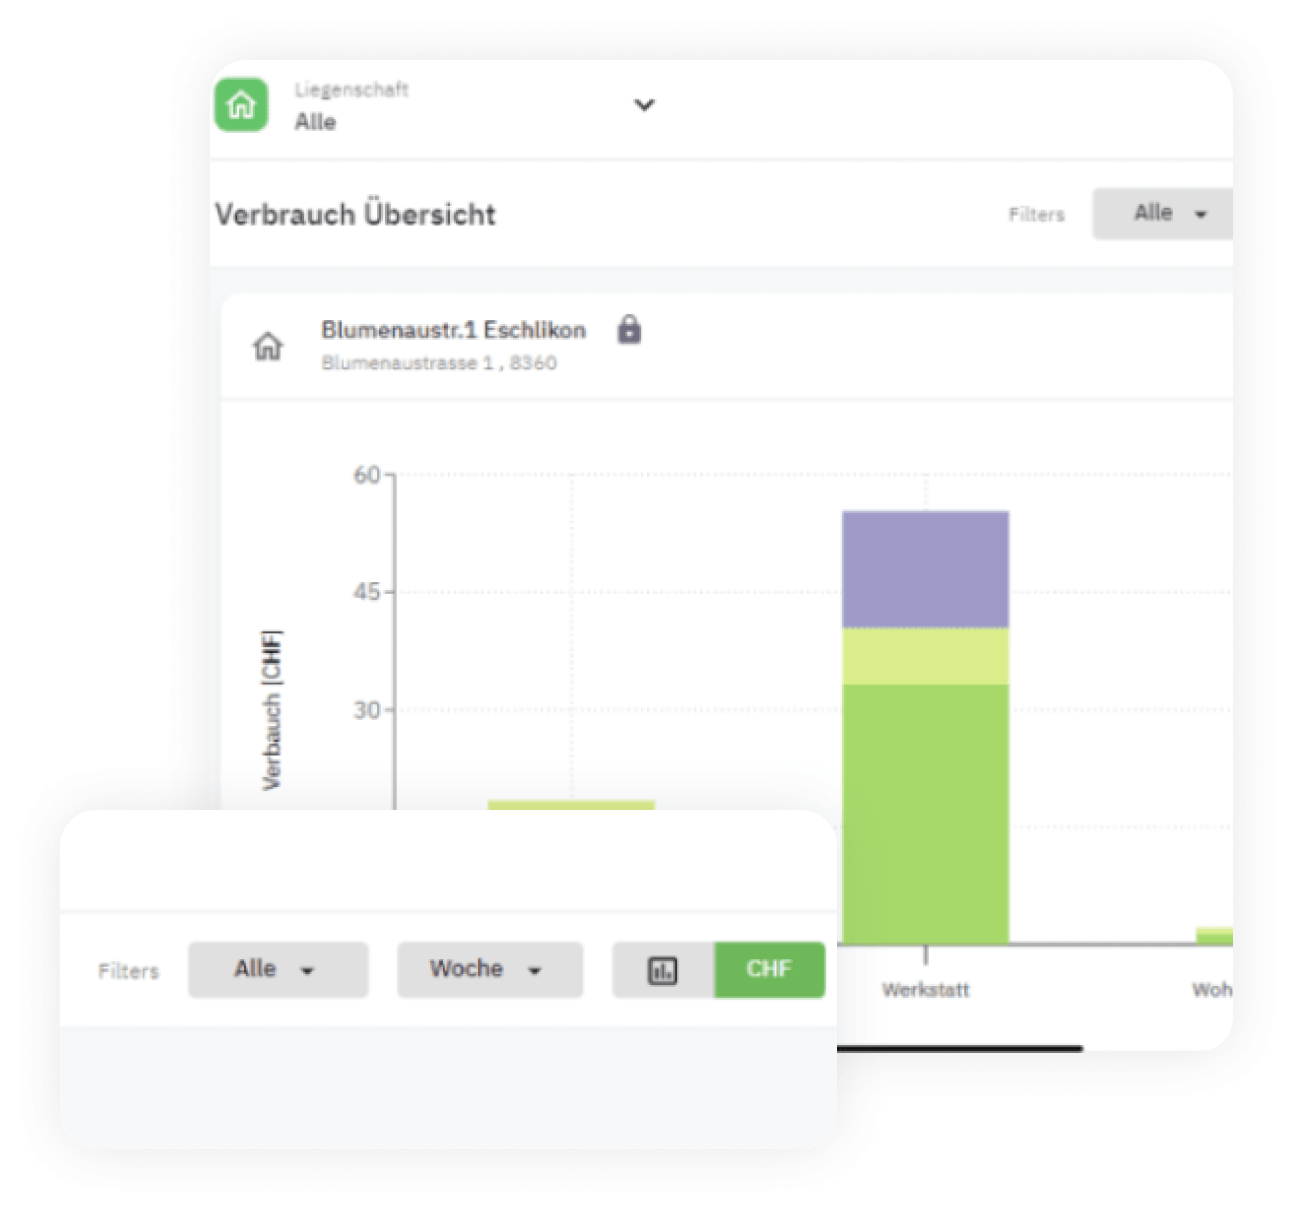 Liegenschaft
Alle
Verbrauch Übersicht
Filters
Alle
Blumenaustr.1 Eschlikon
Blumenaustrasse 1 , 8360
60
45
30
Verbauch |CHF|
Werkstatt
Woh
Filters
Alle
Woche
CHF